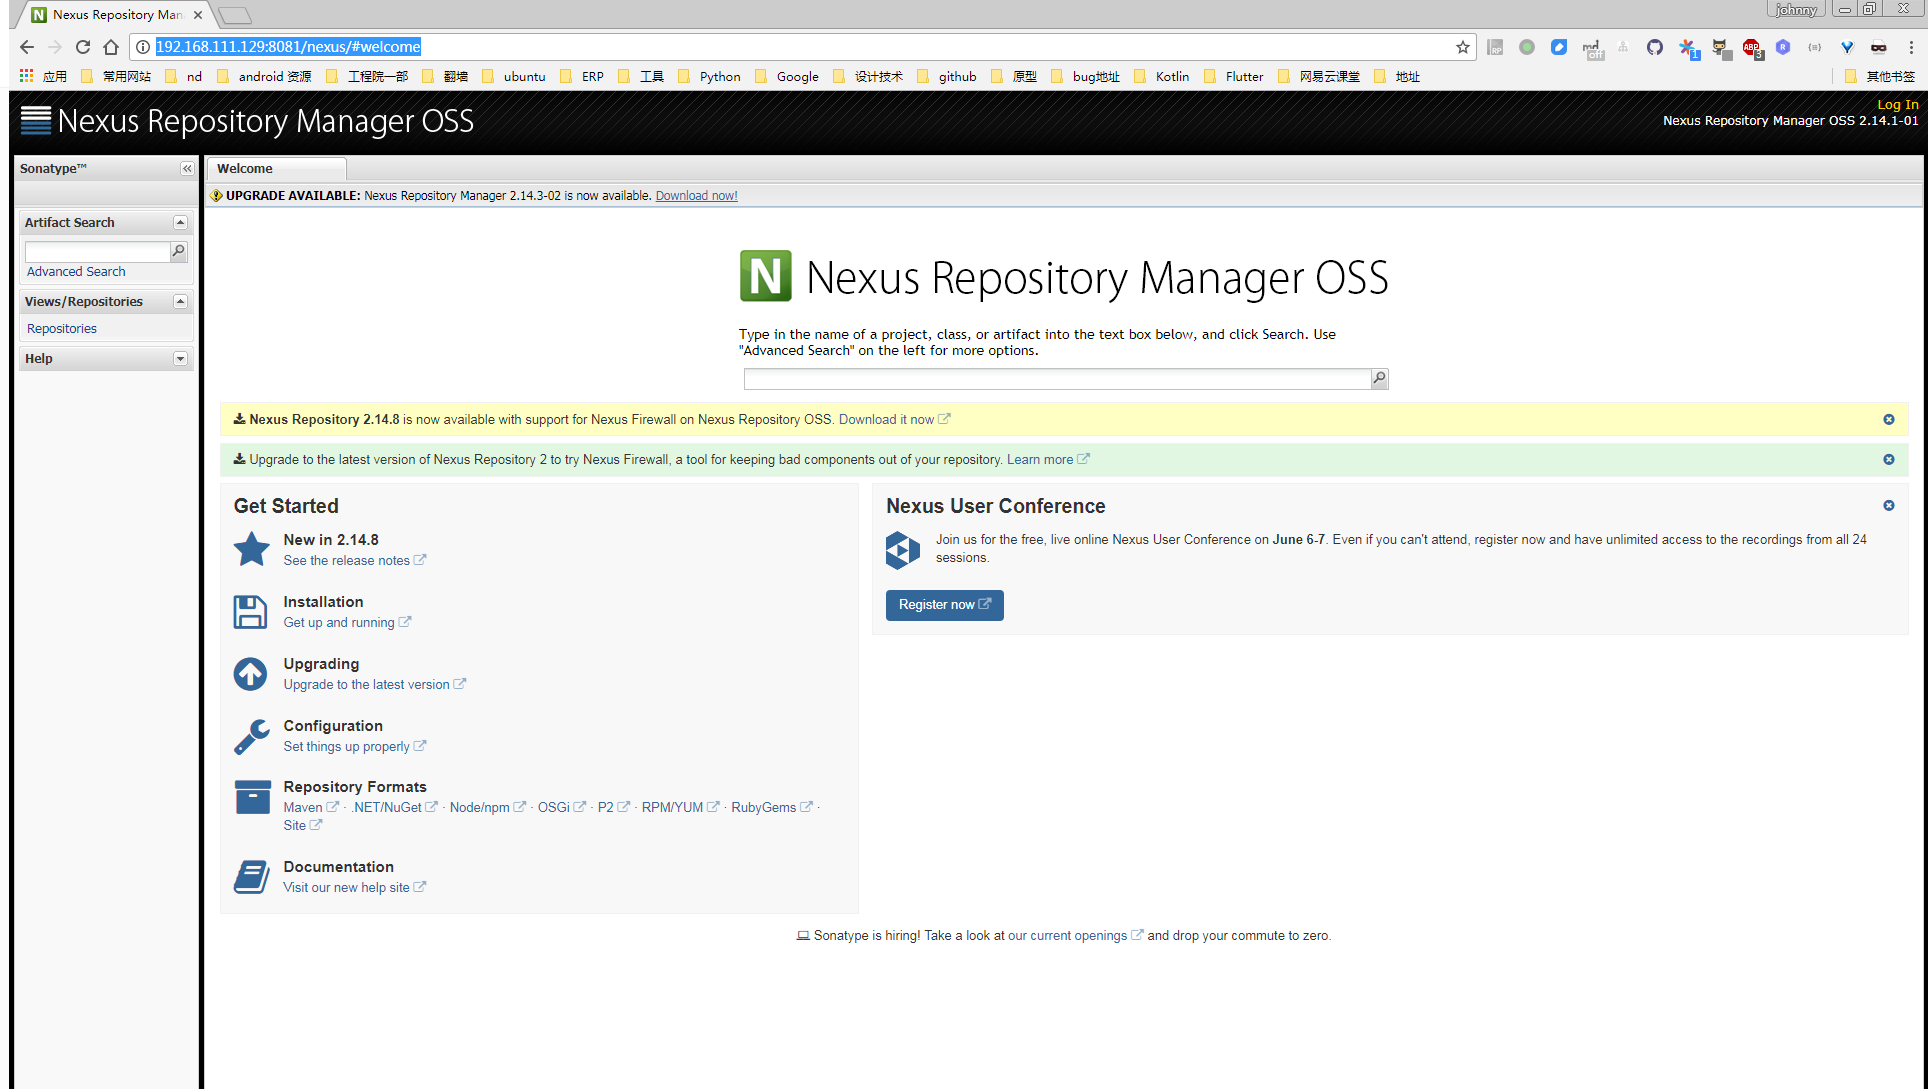 Nexus Repository Man
johnny
192.168.111.129:8081/nexus/#welcome
应用 常用网站 nd android 资源 工程院一部 翻墙 ubuntu ERP 工具 Python Google 设计技术 github 原型 bug地址 Kotlin Flutter 网易云课堂 地址 其他书签
Nexus Repository Manager OSS
Log In
Nexus Repository Manager OSS 2.14.1-01
Sonatype™
Welcome
UPGRADE AVAILABLE: Nexus Repository Manager 2.14.3-02 is now available. Download now!
Artifact Search
Advanced Search
Views/Repositories
Repositories
Help
Nexus Repository Manager OSS
Type in the name of a project, class, or artifact into the text box below, and click Search. Use
"Advanced Search" on the left for more options.
Nexus Repository 2.14.8 is now available with support for Nexus Firewall on Nexus Repository OSS. Download it now
Upgrade to the latest version of Nexus Repository 2 to try Nexus Firewall, a tool for keeping bad components out of your repository. Learn more
Get Started
New in 2.14.8
See the release notes
Installation
Get up and running
Upgrading
Upgrade to the latest version
Configuration
Set things up properly
Repository Formats
Maven · .NET/NuGet · Node/npm · OSGi · P2 · RPM/YUM · RubyGems ·
Site
Documentation
Visit our new help site
Nexus User Conference
Join us for the free, live online Nexus User Conference on June 6-7. Even if you can't attend, register now and have unlimited access to the recordings from all 24
sessions.
Register now
Sonatype is hiring! Take a look at our current openings and drop your commute to zero.